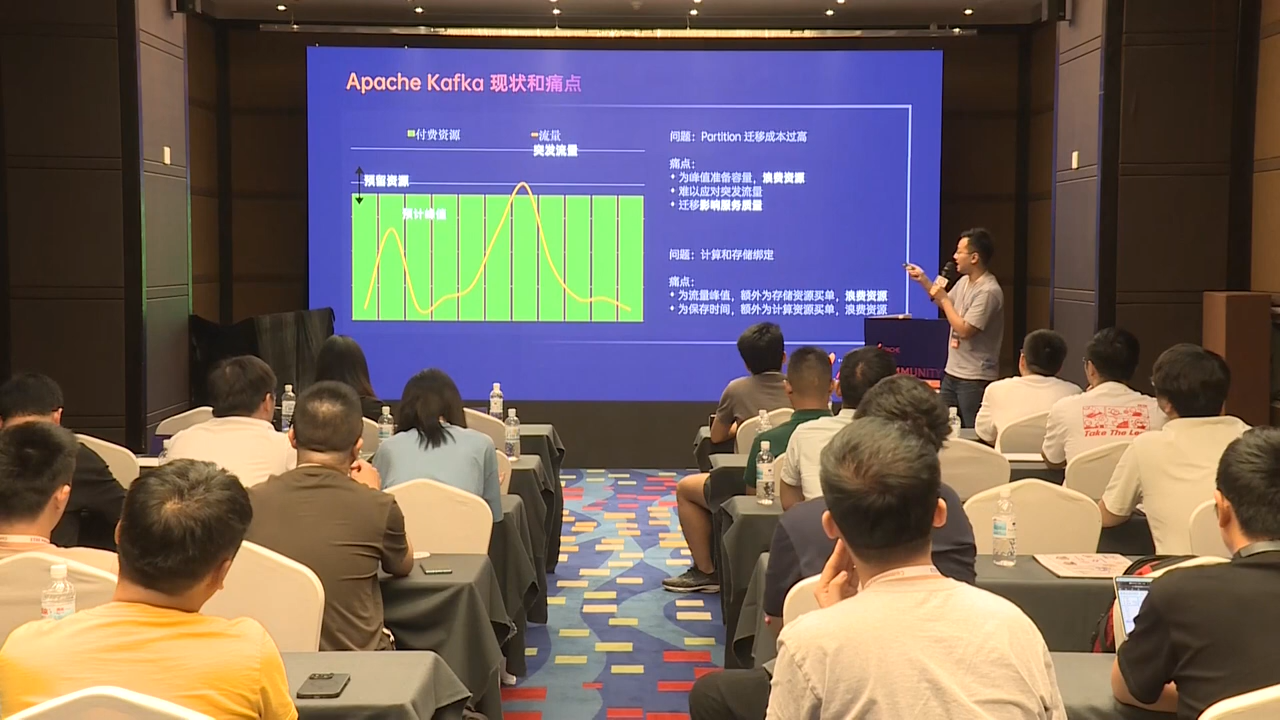 Apache Kafka 现状和痛点
付费资源
流量
突发流量
预留资源
预计峰值
问题：Partition 迁移成本过高
痛点：
• 为峰值准备容量，浪费资源
• 难以应对突发流量
• 迁移影响服务质量
问题：计算和存储绑定
痛点：
• 为流量峰值，额外为存储资源买单，浪费资源
• 为保存时间，额外为计算资源买单，浪费资源
MMUNITY
Take The